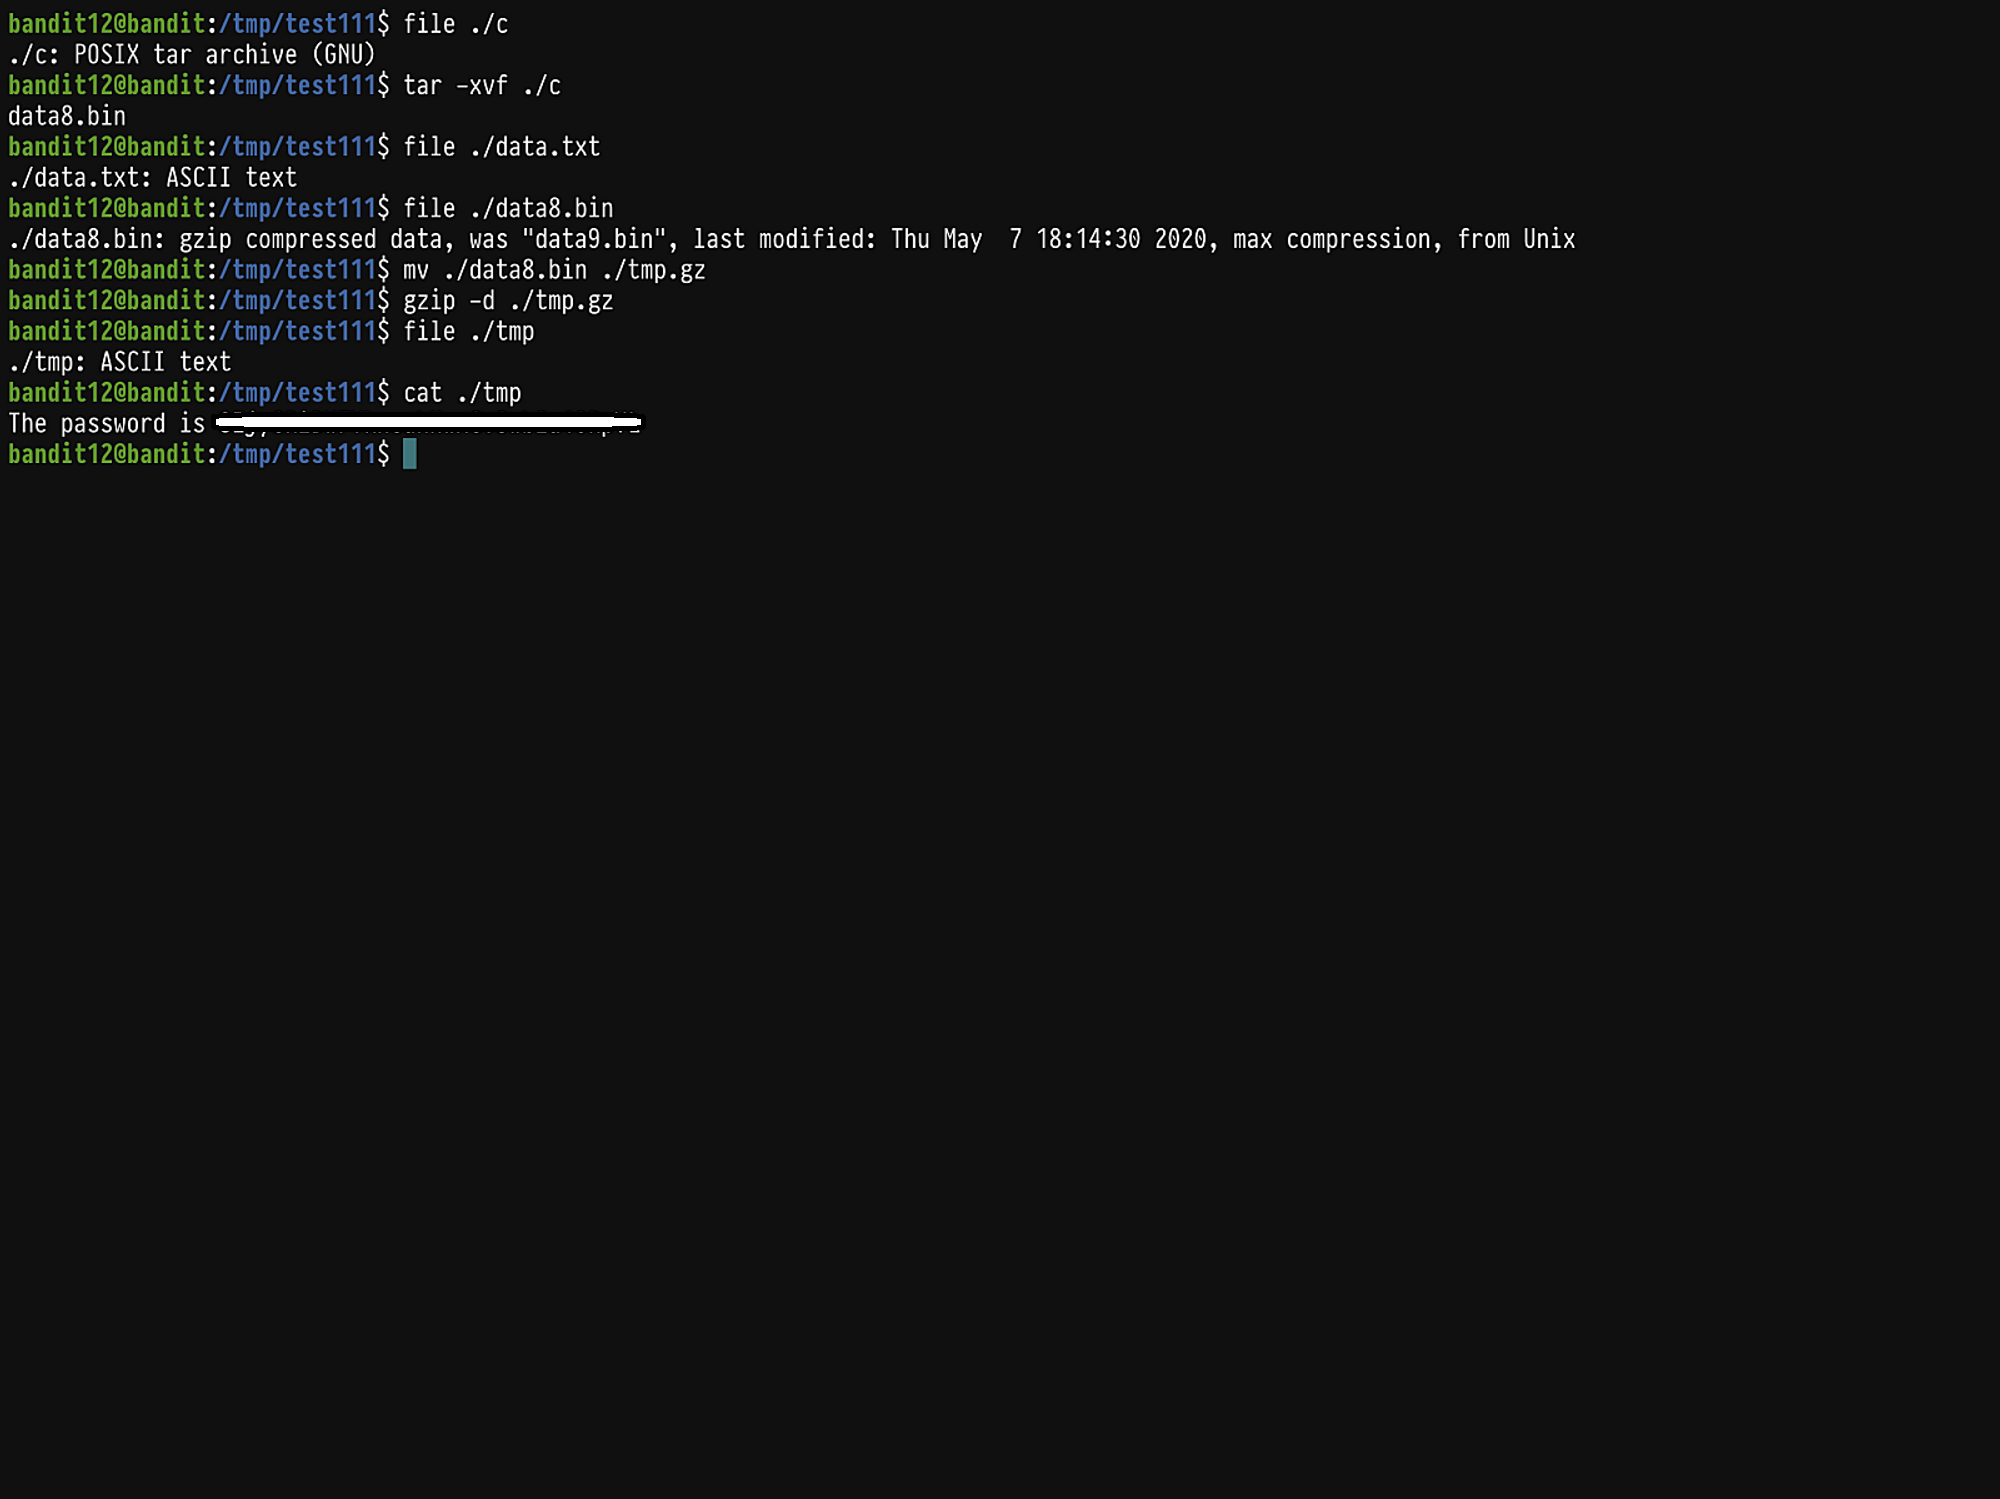 bandit12@bandit:/tmp/test111$ file ./c
./c: POSIX tar archive (GNU)
bandit12@bandit:/tmp/test111$ tar -xvf ./c
data8.bin
bandit12@bandit:/tmp/test111$ file ./data.txt
./data.txt: ASCII text
bandit12@bandit:/tmp/test111$ file ./data8.bin
./data8.bin: gzip compressed data, was "data9.bin", last modified: Thu May  7 18:14:30 2020, max compression, from Unix
bandit12@bandit:/tmp/test111$ mv ./data8.bin ./tmp.gz
bandit12@bandit:/tmp/test111$ gzip -d ./tmp.gz
bandit12@bandit:/tmp/test111$ file ./tmp
./tmp: ASCII text
bandit12@bandit:/tmp/test111$ cat ./tmp
The password is
bandit12@bandit:/tmp/test111$